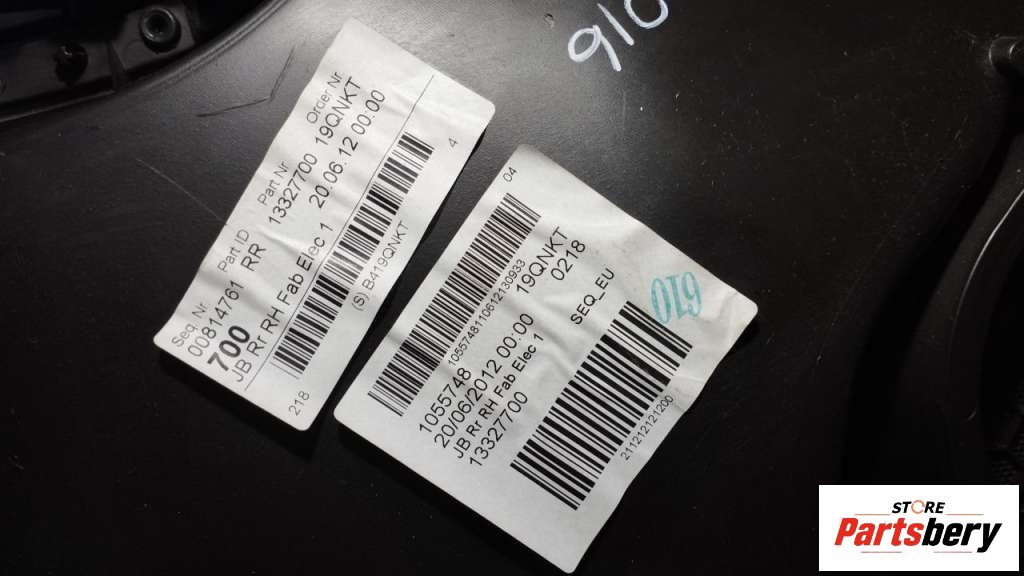 910
Seq Nr Part ID Part Nr Order Nr
00814761 RR 13327700 19QNKT
700
JB Rr RH Fab Elec 1 20.06.12 00:00
218 (S) B419QNKT 4
04
1055748110612130933
1055748 19QNKT
20/06/2012 00:00 0218
JB Rr RH Fab Elec 1 SEQ_EU
13327700
211212121200
610
STORE
Partsbery